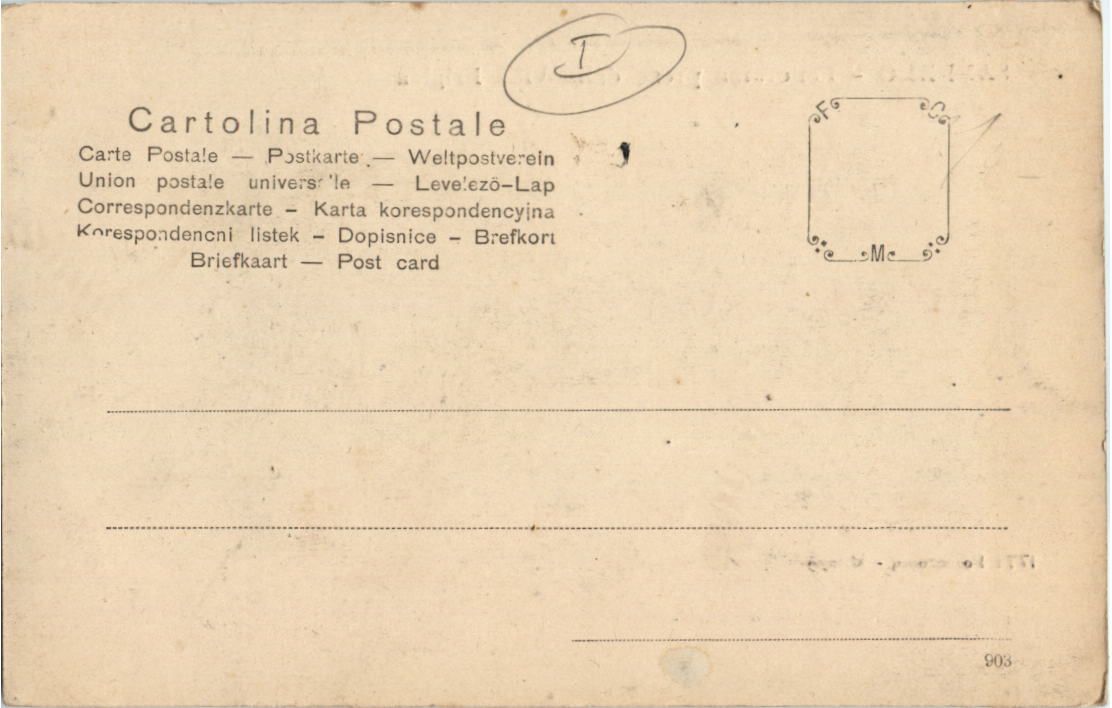 I
Cartolina Postale
Carte Postale — Postkarte — Weltpostverein
Union postale universelle — Levelező-Lap
Correspondenzkarte – Karta korespondencyjna
Korespondencni listek – Dopisnice – Brefkort
Briefkaart — Post card
F C
M
903